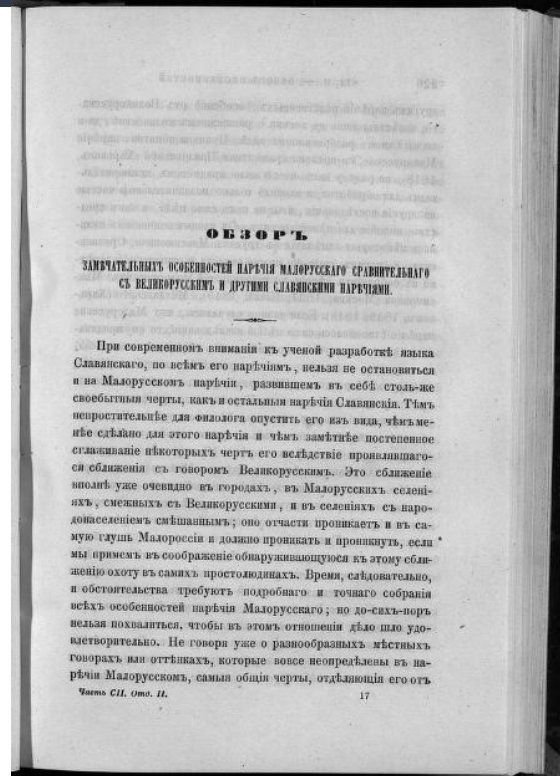 ОБЗОРЪ
ЗАМѢЧАТЕЛЬНЫХЪ ОСОБЕННОСТЕЙ НАРѢЧІЯ МАЛОРУССКАГО СРАВНИТЕЛЬНАГО
СЪ ВЕЛИКОРУССКИМЪ И ДРУГИМИ СЛАВЯНСКИМИ НАРѢЧІЯМИ.
При современномъ вниманіи къ ученой разработкѣ языка
Славянскаго, по всѣмъ его нарѣчіямъ, нельзя не остановиться
и на Малорусскомъ нарѣчіи, развившемъ въ себѣ столь-же
своебытныя черты, какъ и остальныя нарѣчія Славянскія. Тѣмъ
непростительнѣе для филолога опустить его изъ вида, чѣмъ ме-
нѣе сдѣлано для этого нарѣчія и чѣмъ замѣтнѣе постепенное
сглаживаніе нѣкоторыхъ чертъ его вслѣдствіе проявлявшаго-
ся сближенія съ говоромъ Великорусскимъ. Это сближеніе
вполнѣ уже очевидно въ городахъ, въ Малорусскихъ селені-
яхъ, смежныхъ съ Великорусскими, и въ селеніяхъ съ наро-
донаселеніемъ смѣшаннымъ; оно отчасти проникаетъ и въ са-
мую глушь Малороссіи и должно проникать и проникнуть, если
мы примемъ въ соображеніе обнаруживающуюся къ этому сбли-
женію охоту въ самихъ простолюдинахъ. Время, слѣдовательно,
и обстоятельства требуютъ подробнаго и точнаго собранія
всѣхъ особенностей нарѣчія Малорусскаго; но до-сихъ-поръ
нельзя похвалиться, чтобы въ этомъ отношеніи дѣло шло удо-
влетворительно. Не говоря уже о разнообразныхъ мѣстныхъ
говорахъ или оттѣнкахъ, которые вовсе неопредѣлены въ на-
рѣчіи Малорусскомъ, самыя общія черты, отдѣляющія его отъ
Часть CII. Отд. II. 17